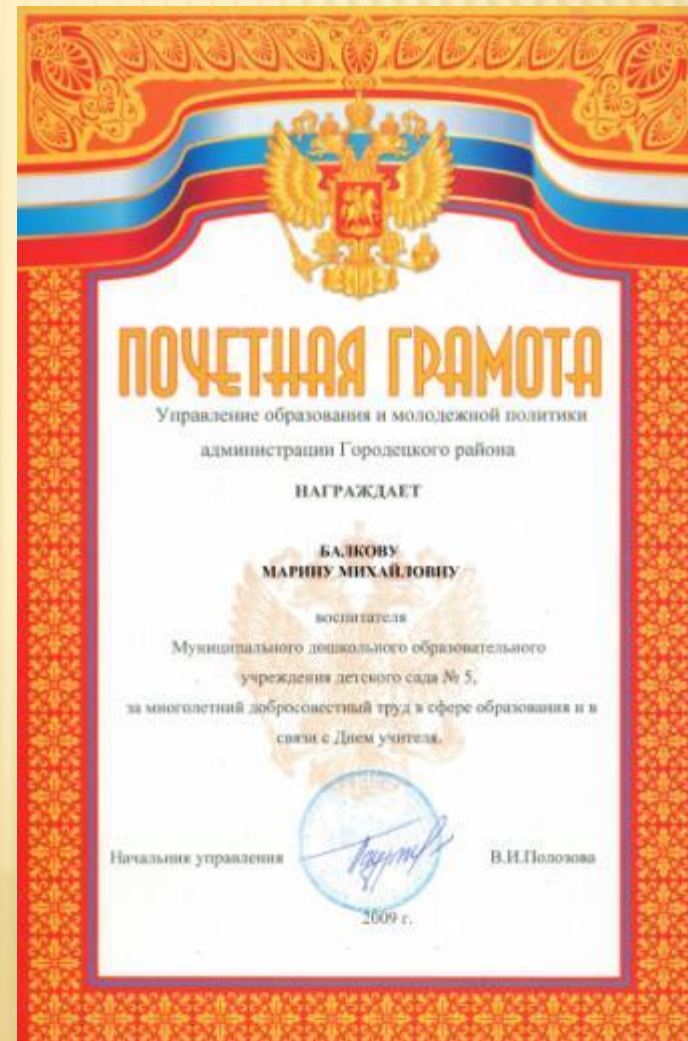 ПОЧЕТНАЯ ГРАМОТА
Управление образования и молодежной политики
администрации Городецкого района
НАГРАЖДАЕТ
БАЛКОВУ
МАРИНУ МИХАЙЛОВНУ
воспитателя
Муниципального дошкольного образовательного
учреждения детского сада № 5,
за многолетний добросовестный труд в сфере образования и в
связи с Днем учителя.
Начальник управления В.И.Полозова
2009 г.